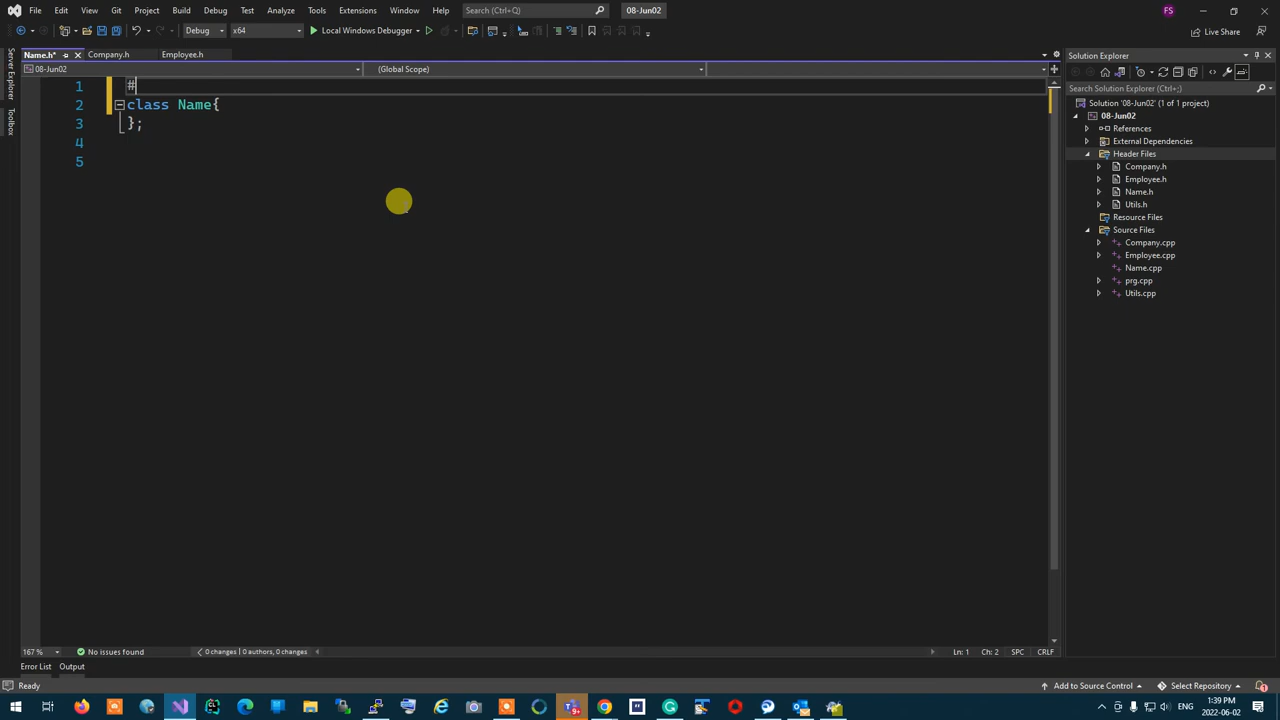 File Edit View Git Project Build Debug Test Analyze Tools Extensions Window Help Search (Ctrl+Q) 08-Jun02 FS
Debug x64 Local Windows Debugger Live Share
Name.h* Company.h Employee.h Solution Explorer
08-Jun02 (Global Scope)
Search Solution Explorer (Ctrl+;)
Server Explorer
Toolbox
1 #
2 class Name{
3 };
4
5
Solution '08-Jun02' (1 of 1 project)
08-Jun02
References
External Dependencies
Header Files
Company.h
Employee.h
Name.h
Utils.h
Resource Files
Source Files
Company.cpp
Employee.cpp
Name.cpp
prg.cpp
Utils.cpp
167 % No issues found 0 changes | 0 authors, 0 changes Ln: 1 Ch: 2 SPC CRLF
Error List Output
Ready Add to Source Control Select Repository
9+ ENG 1:39 PM
2022-06-02